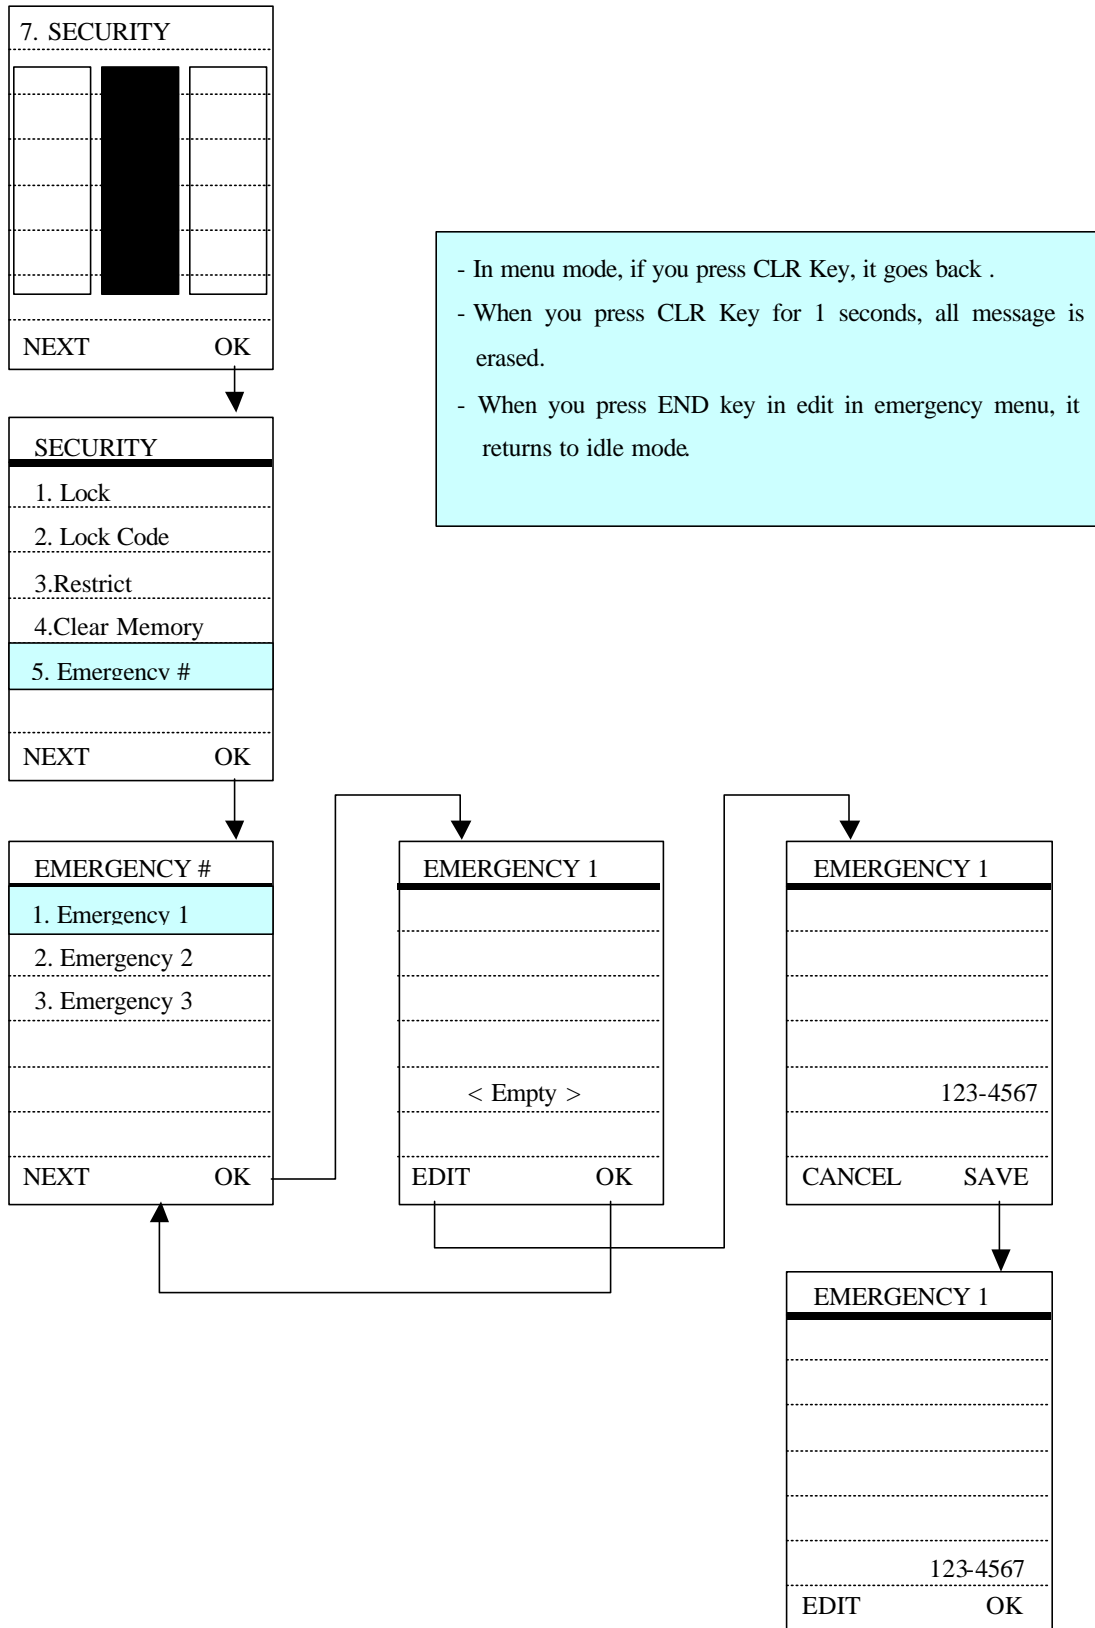 7. SECURITY
NEXT OK
- In menu mode, if you press CLR Key, it goes back .
- When you press CLR Key for 1 seconds, all message is
erased.
- When you press END key in edit in emergency menu, it
returns to idle mode.
SECURITY
1. Lock
2. Lock Code
3.Restrict
4.Clear Memory
5. Emergency #
NEXT OK
EMERGENCY #
1. Emergency 1
2. Emergency 2
3. Emergency 3
NEXT OK
EMERGENCY 1
< Empty >
EDIT OK
EMERGENCY 1
123-4567
CANCEL SAVE
EMERGENCY 1
123-4567
EDIT OK